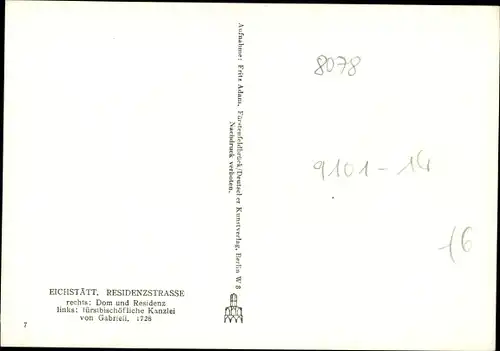 8078
9101-14
16
Aufnahme: Fritz Adam, Fürstenfeldbruck/Deutscher Kunstverlag, Berlin W 8
Nachdruck verboten.
EICHSTÄTT, RESIDENZSTRASSE
rechts: Dom und Residenz
links: fürstbischöfliche Kanzlei
von Gabrieli, 1728
7